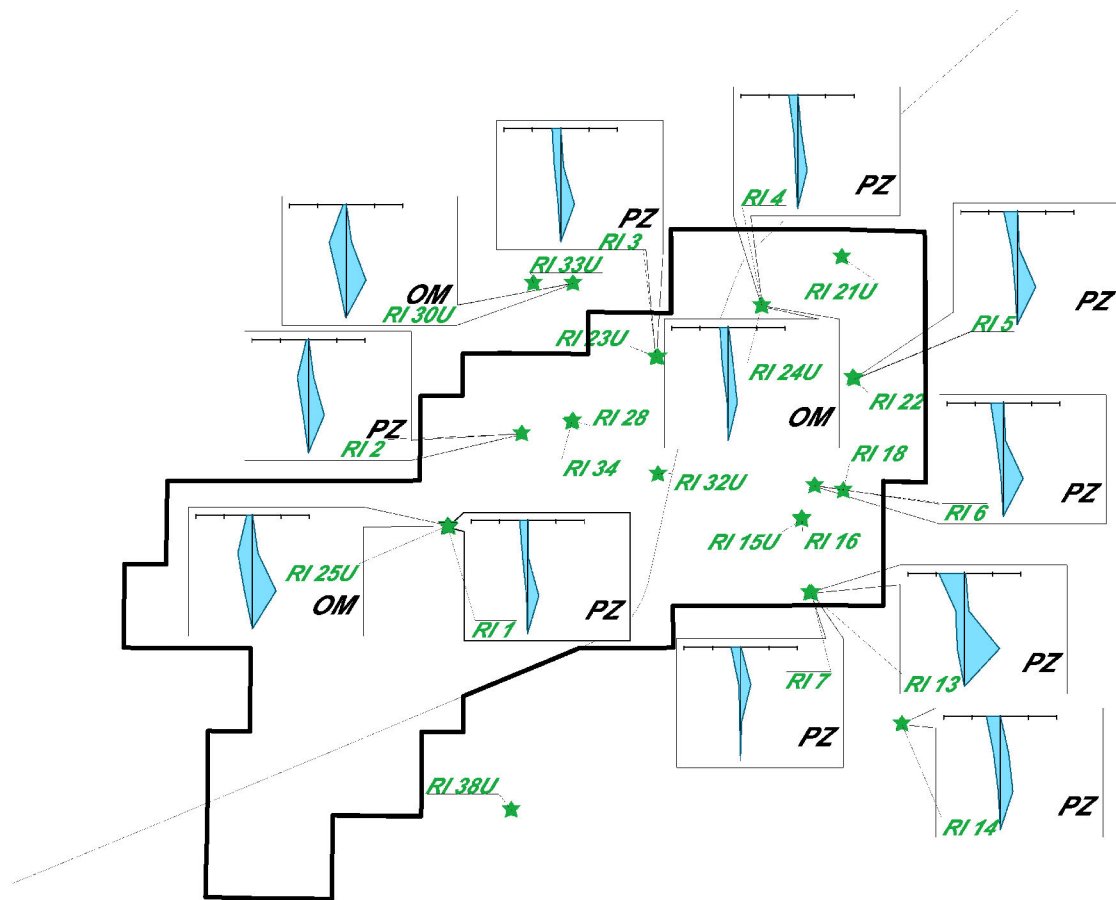 RI 4
PZ
PZ
RI 3
RI 33U
OM
RI 30U
RI 21U
PZ
RI 5
RI 23U
RI 24U
RI 22
OM
PZ
RI 2
RI 28
RI 34
RI 32U
RI 18
PZ
RI 6
RI 15U
RI 16
RI 25U
OM
RI 1
PZ
RI 7
PZ
RI 13
PZ
RI 38U
RI 14
PZ